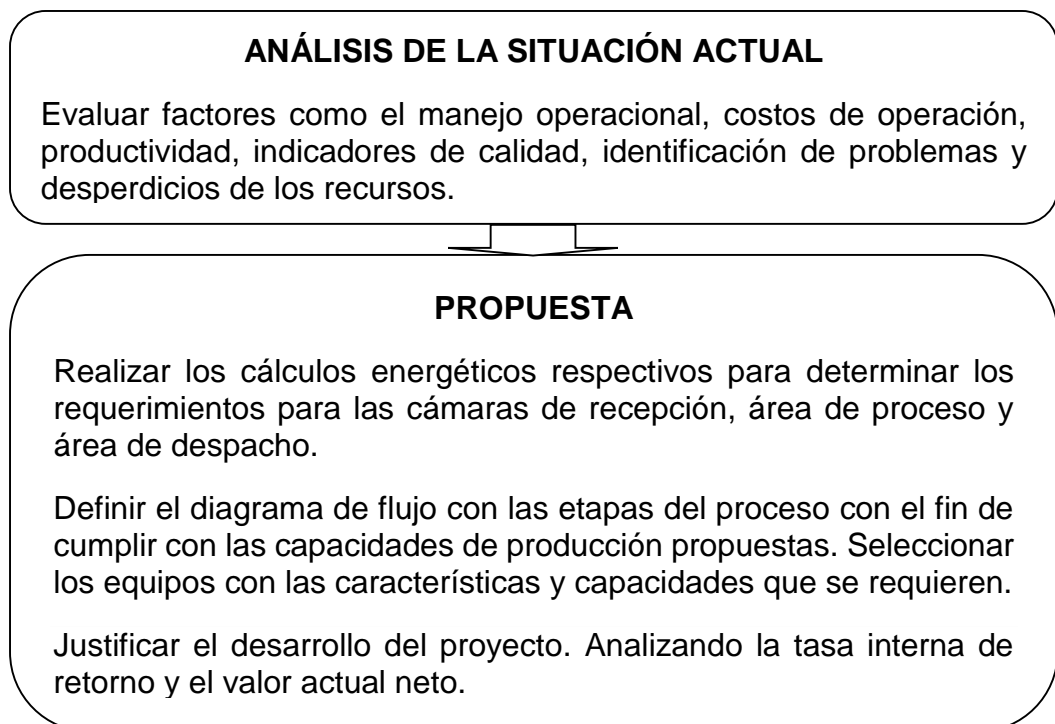 ANÁLISIS DE LA SITUACIÓN ACTUAL
Evaluar factores como el manejo operacional, costos de operación,
productividad, indicadores de calidad, identificación de problemas y
desperdicios de los recursos.
PROPUESTA
Realizar los cálculos energéticos respectivos para determinar los
requerimientos para las cámaras de recepción, área de proceso y
área de despacho.
Definir el diagrama de flujo con las etapas del proceso con el fin de
cumplir con las capacidades de producción propuestas. Seleccionar
los equipos con las características y capacidades que se requieren.
Justificar el desarrollo del proyecto. Analizando la tasa interna de
retorno y el valor actual neto.